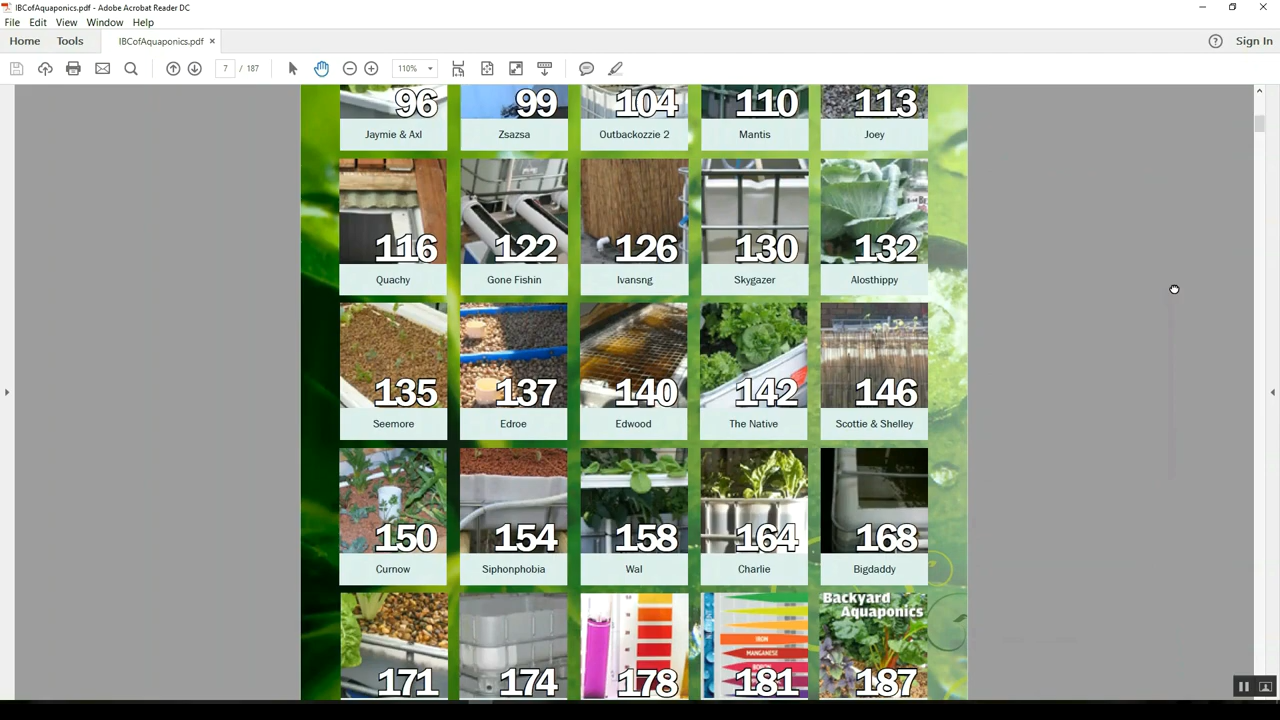 IBCofAquaponics.pdf - Adobe Acrobat Reader DC
File Edit View Window Help
Home Tools IBCofAquaponics.pdf × Sign In
7 / 187 110%
96 99 104 110 113
Jaymie & Axl Zsazsa Outbackozzie 2 Mantis Joey
116 122 126 130 132
Quachy Gone Fishin Ivansng Skygazer Alosthippy
135 137 140 142 146
Seemore Edroe Edwood The Native Scottie & Shelley
150 154 158 164 168
Curnow Siphonphobia Wal Charlie Bigdaddy
Backyard
Aquaponics
IRON
MANGANESE
BORON
171 174 178 181 187